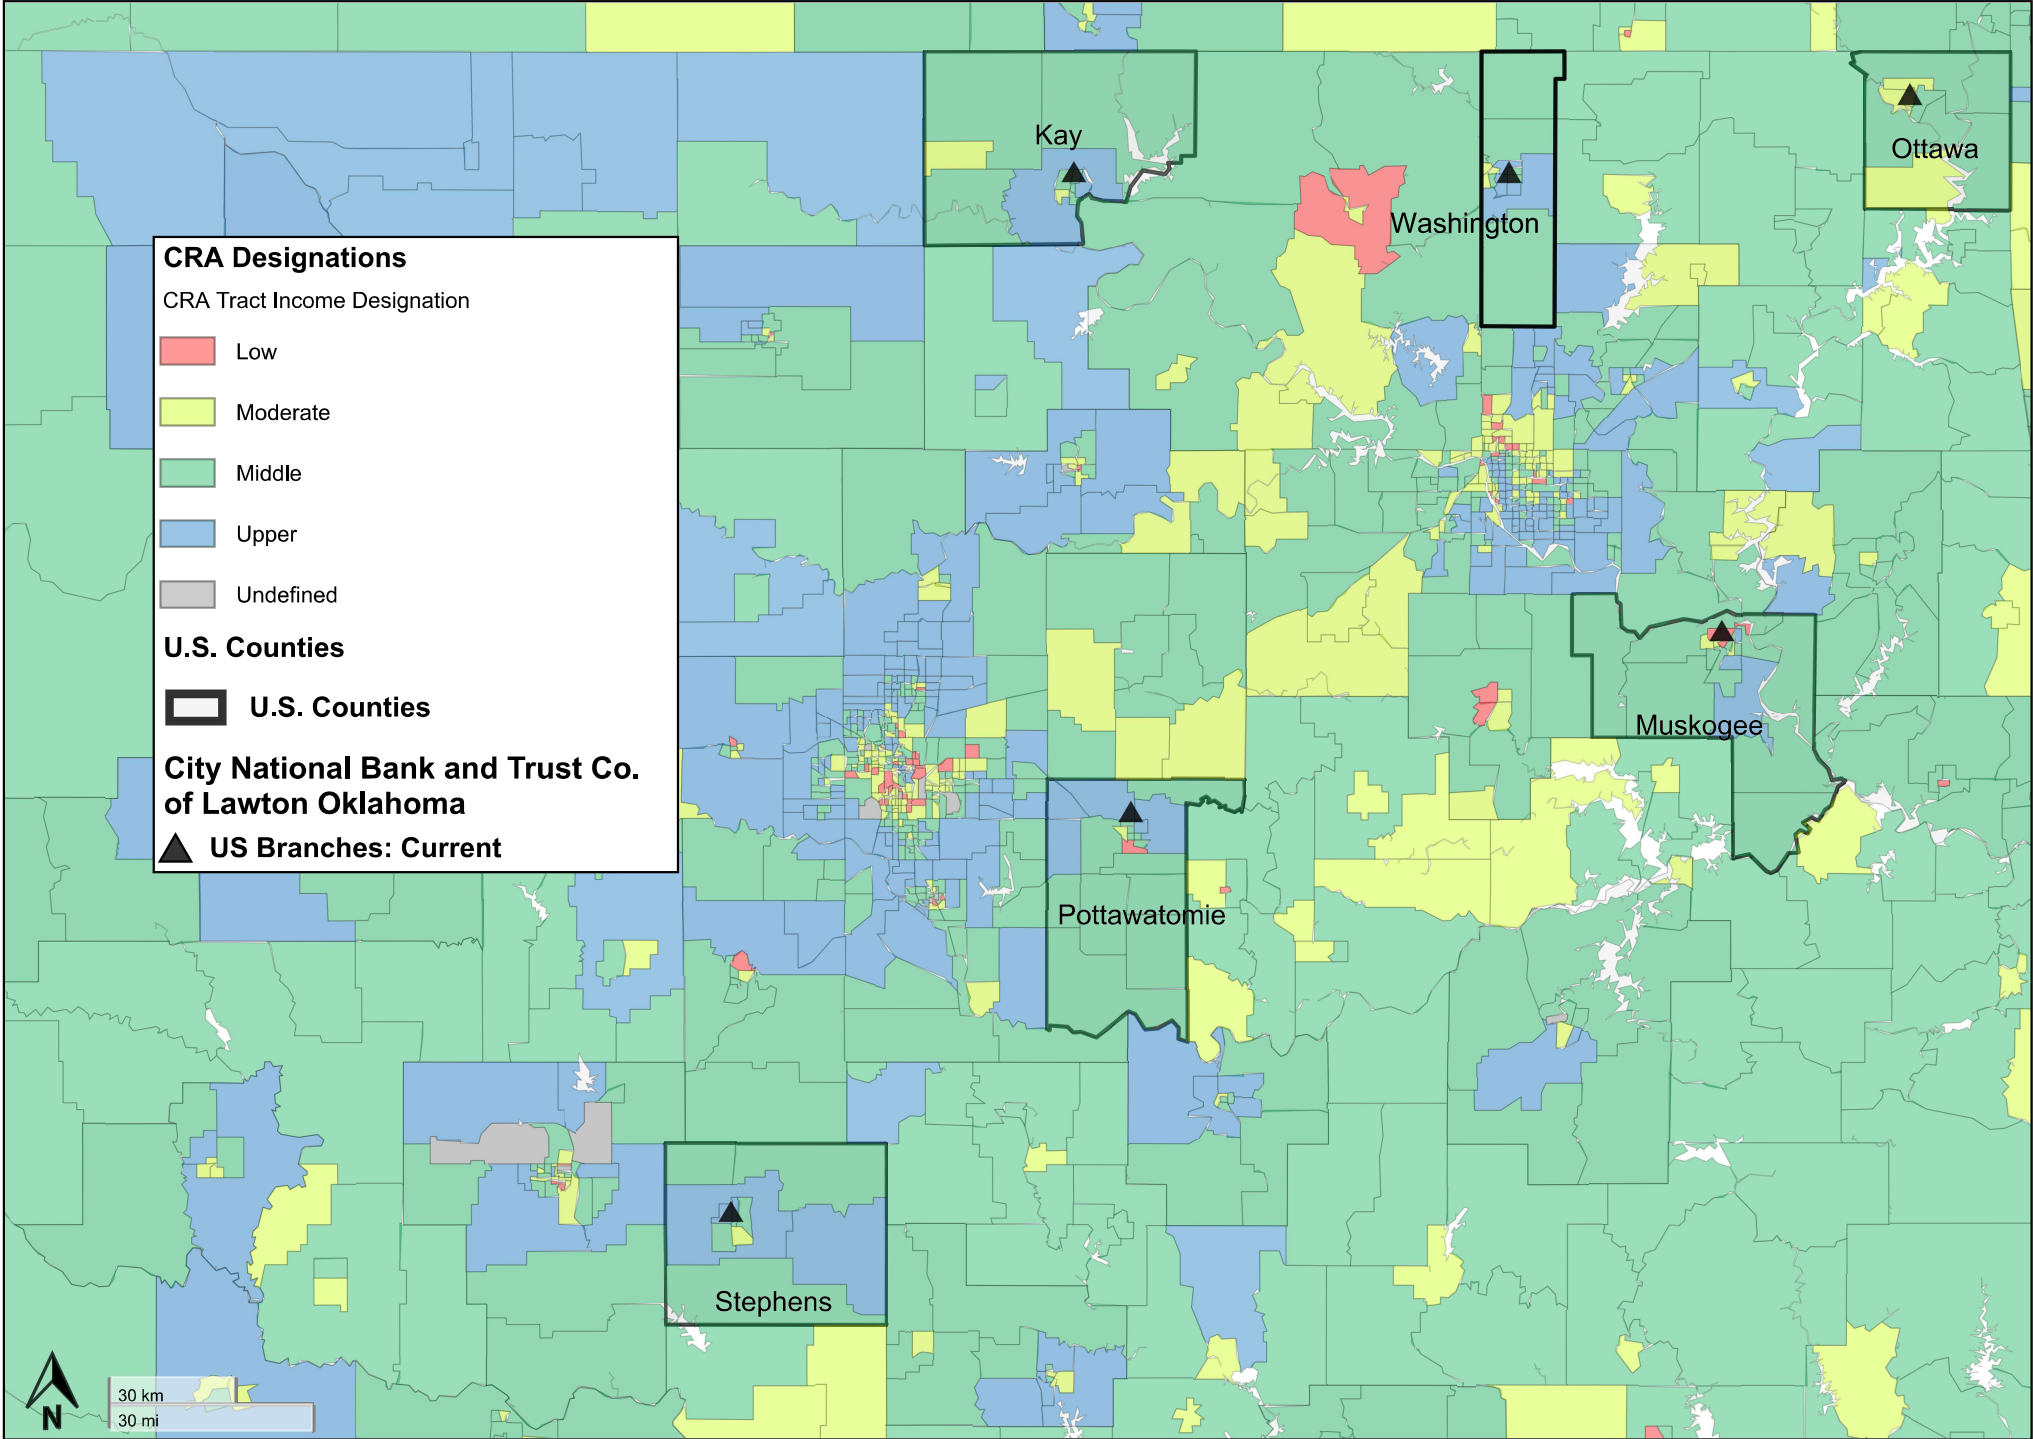 Kay
Ottawa
Washington
CRA Designations
CRA Tract Income Designation
Low
Moderate
Middle
Upper
Undefined
U.S. Counties
U.S. Counties
City National Bank and Trust Co.
of Lawton Oklahoma
US Branches: Current
Muskogee
Pottawatomie
Stephens
30 km
30 mi
N